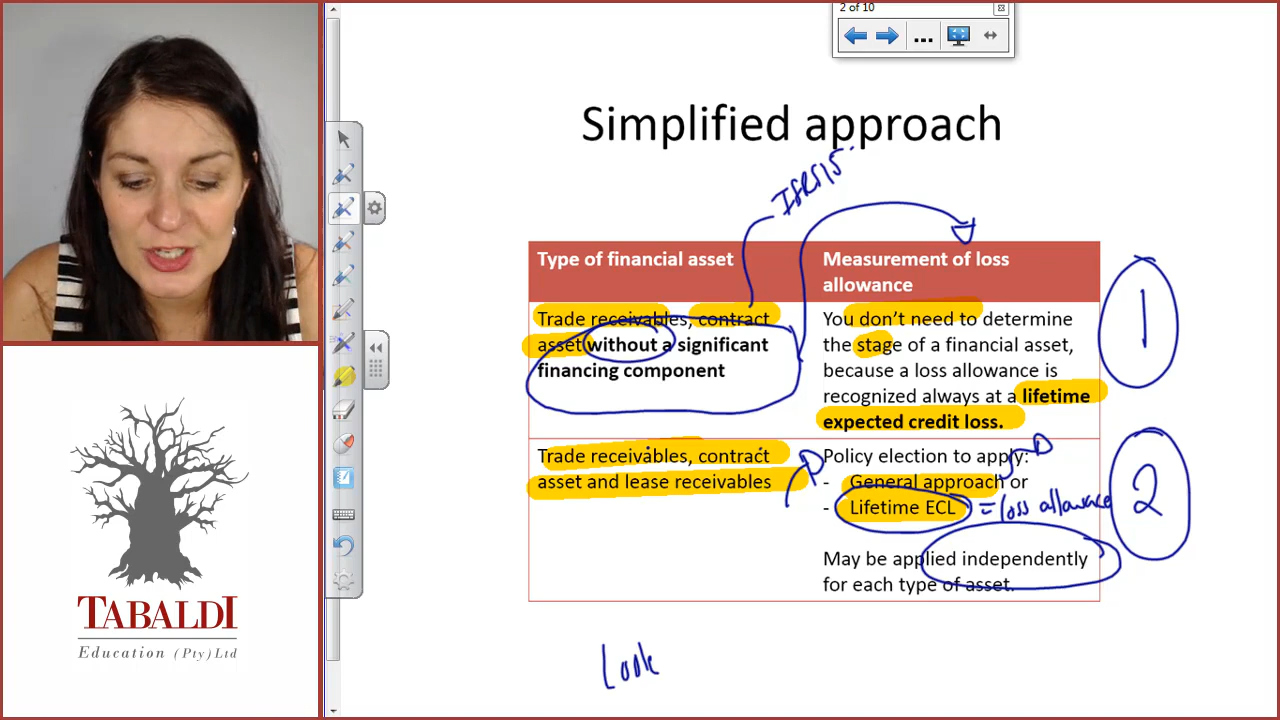 2 of 10
Simplified approach
IFRS15
Type of financial asset
Measurement of loss
allowance
Trade receivables, contract
asset without a significant
financing component
You don't need to determine
the stage of a financial asset,
because a loss allowance is
recognized always at a lifetime
expected credit loss.
1
Trade receivables, contract
asset and lease receivables
Policy election to apply:
- General approach or
- Lifetime ECL = loss allowance
May be applied independently
for each type of asset.
2
Look
TABALDI
Education (Pty) Ltd